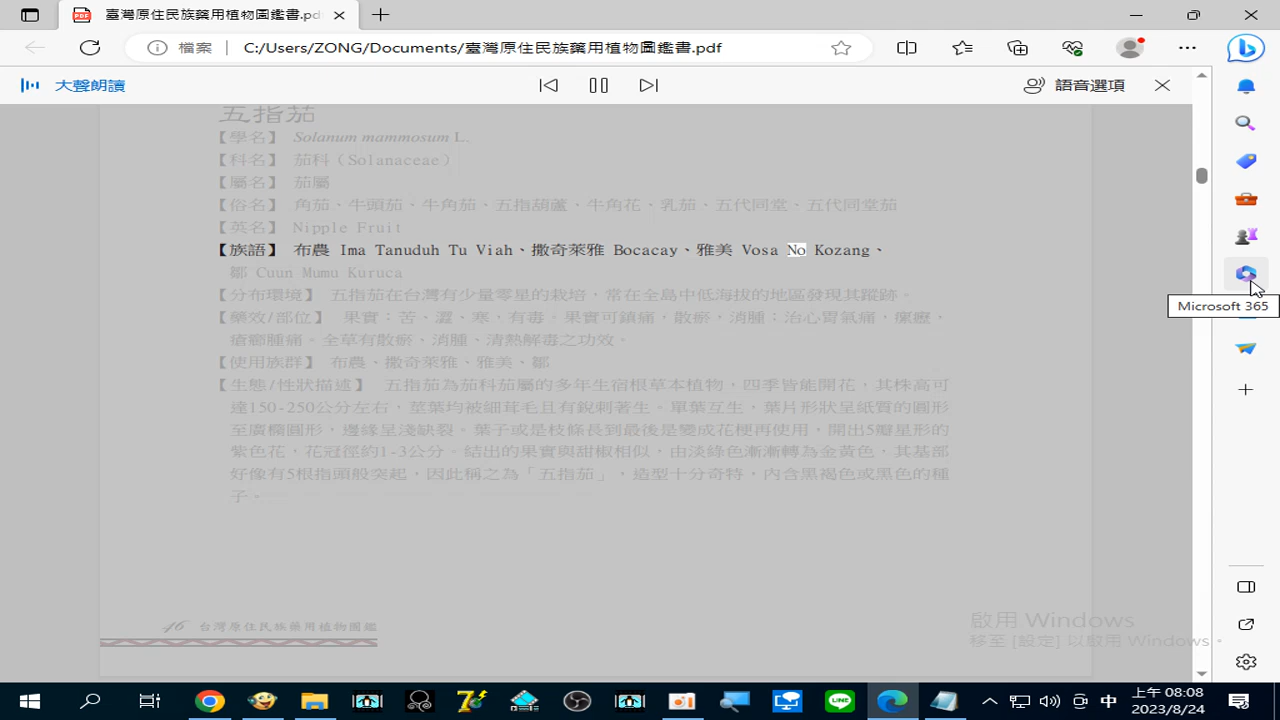 臺灣原住民族藥用植物圖鑑書.pd
檔案
C:/Users/ZONG/Documents/臺灣原住民族藥用植物圖鑑書.pdf
大聲朗讀
語音選項
五指茄
【學名】 Solanum mammosum L.
【科名】 茄科（Solanaceae）
【屬名】 茄屬
【俗名】 角茄、牛頭茄、牛角茄、五指葫蘆、牛角花、乳茄、五代同堂、五代同堂茄
【英名】 Nipple Fruit
【族語】 布農 Ima Tanuduh Tu Viah、撒奇萊雅 Bocacay、雅美 Vosa No Kozang、
鄒 Cuun Mumu Kuruca
【分布環境】 五指茄在台灣有少量零星的栽培，常在全島中低海拔的地區發現其蹤跡。
【藥效/部位】 果實：苦、澀、寒，有毒，果實可鎮痛，散瘀，消腫；治心胃氣痛，瘰癧，
瘡癤腫痛。全草有散瘀、消腫、清熱解毒之功效。
【使用族群】 布農、撒奇萊雅、雅美、鄒
【生態/性狀描述】 五指茄為茄科茄屬的多年生宿根草本植物，四季皆能開花，其株高可
達150-250公分左右，莖葉均被細茸毛且有銳刺著生。單葉互生，葉片形狀呈紙質的圓形
至廣橢圓形，邊緣呈淺缺裂。葉子或是枝條長到最後是變成花梗再使用，開出5瓣星形的
紫色花，花冠徑約1-3公分。結出的果實與甜椒相似，由淡綠色漸漸轉為金黃色，其基部
好像有5根指頭般突起，因此稱之為「五指茄」，造型十分奇特，內含黑褐色或黑色的種
子。
Microsoft 365
46 台灣原住民族藥用植物圖鑑
啟用 Windows
移至 [設定] 以啟用 Windows。
LINE
中
上午 08:08
2023/8/24